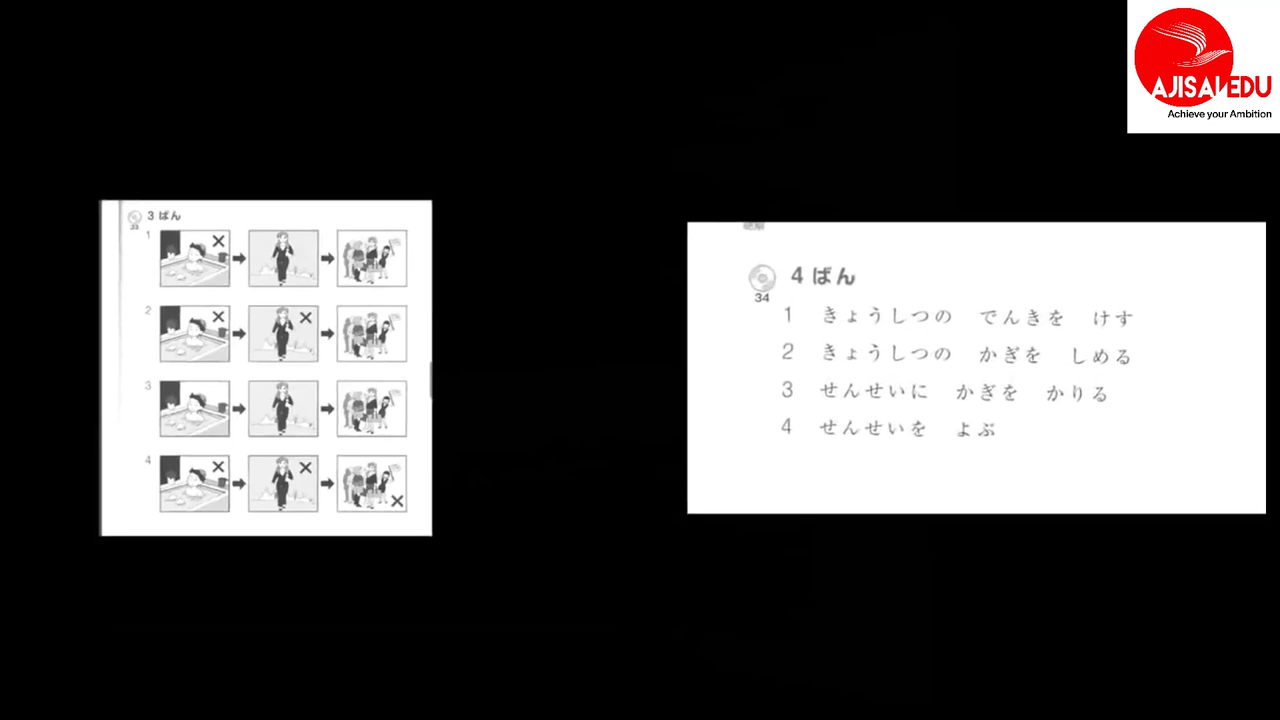 AJISAI EDU
Achieve your Ambition
33
3ばん
1
2
3
4
聴解
34
4ばん
1 きょうしつの でんきを けす
2 きょうしつの かぎを しめる
3 せんせいに かぎを かりる
4 せんせいを よぶ